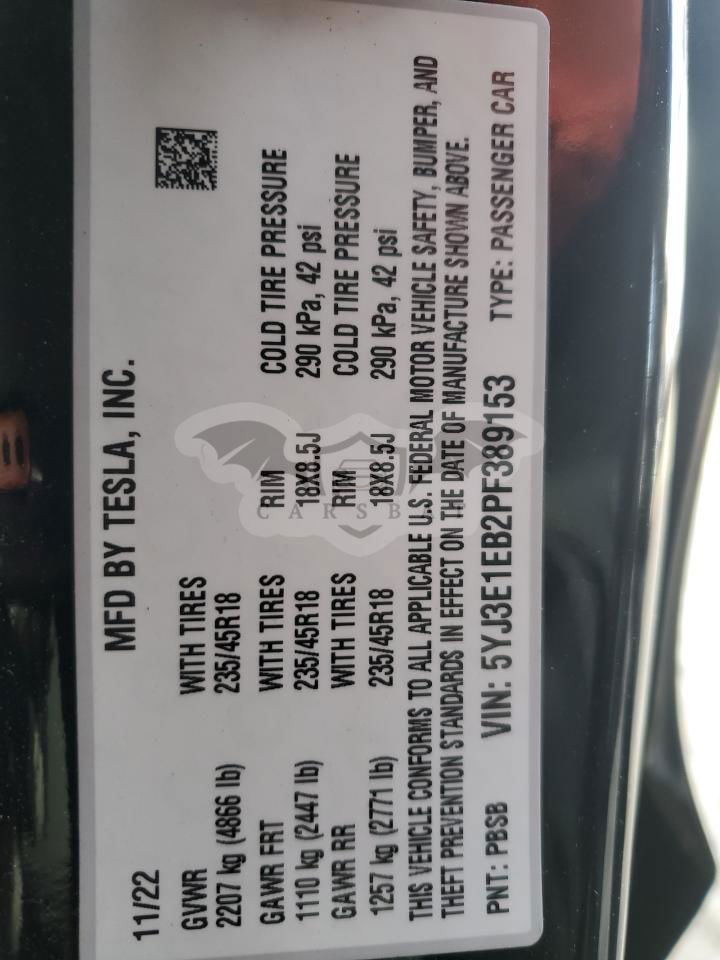 MFD BY TESLA, INC.
11/22
GVWR WITH TIRES
2207 kg (4866 lb) 235/45R18
GAWR FRT WITH TIRES RIM COLD TIRE PRESSURE
1110 kg (2447 lb) 235/45R18 18X8.5J 290 kPa, 42 psi
GAWR RR WITH TIRES RIM COLD TIRE PRESSURE
1257 kg (2771 lb) 235/45R18 18X8.5J 290 kPa, 42 psi
THIS VEHICLE CONFORMS TO ALL APPLICABLE U.S. FEDERAL MOTOR VEHICLE SAFETY, BUMPER, AND
THEFT PREVENTION STANDARDS IN EFFECT ON THE DATE OF MANUFACTURE SHOWN ABOVE.
PNT: PBSB VIN: 5YJ3E1EB2PF389153 TYPE: PASSENGER CAR